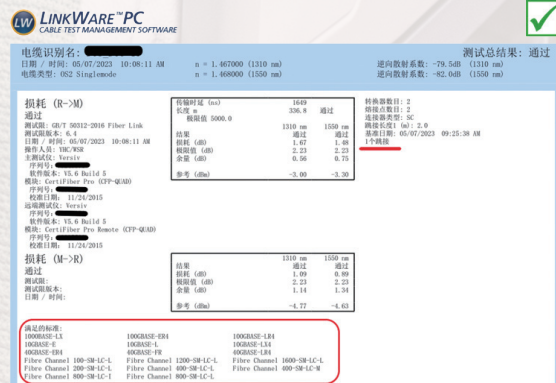 LW LINKWARE™PC
CABLE TEST MANAGEMENT SOFTWARE
电缆识别名:
测试总结果: 通过
日期 / 时间: 05/07/2023 10:08:11 AM
n = 1.467000 (1310 nm)
逆向散射系数: -79.5dB (1310 nm)
电缆类型: OS2 Singlemode
n = 1.468000 (1550 nm)
逆向散射系数: -82.0dB (1550 nm)
损耗 (R->M)
通过
测试限: GB/T 50312-2016 Fiber Link
测试限版本: 6.4
日期 / 时间: 05/07/2023 10:08:11 AM
操作人员: YHC/WSH
主测试仪: Versiv
序列号:
软件版本: V5.6 Build 5
模块: CertiFiber Pro (CFP-QUAD)
序列号:
校准日期: 11/24/2015
远端测试仪: Versiv
序列号:
软件版本: V5.6 Build 5
模块: CertiFiber Pro Remote (CFP-QUAD)
序列号:
校准日期: 11/24/2015
传输时延 (ns) 1649
长度 m 336.8 通过
极限值 5000.0
1310 nm 1550 nm
结果 通过 通过
损耗 (dB) 1.67 1.48
极限值 (dB) 2.23 2.23
余量 (dB) 0.56 0.75
参考 (dBm) -3.00 -3.30
转换器数目: 2
熔接点数目: 2
连接器类型: SC
跳接长度1 (m): 2.0
基准日期: 05/07/2023 09:25:38 AM
1个跳接
损耗 (M->R)
通过
测试限:
测试限版本:
日期 / 时间:
1310 nm 1550 nm
结果 通过 通过
损耗 (dB) 1.09 0.89
极限值 (dB) 2.23 2.23
余量 (dB) 1.14 1.34
参考 (dBm) -4.77 -4.63
满足的标准:
1000BASE-LX 100GBASE-ER4 100GBASE-LR4
10GBASE-E 10GBASE-L 10GBASE-LX4
40GBASE-ER4 40GBASE-FR 40GBASE-LR4
Fibre Channel 100-SM-LC-L Fibre Channel 1200-SM-LC-L Fibre Channel 1600-SM-LC-L
Fibre Channel 200-SM-LC-L Fibre Channel 400-SM-LC-L Fibre Channel 400-SM-LC-M
Fibre Channel 800-SM-LC-I Fibre Channel 800-SM-LC-L